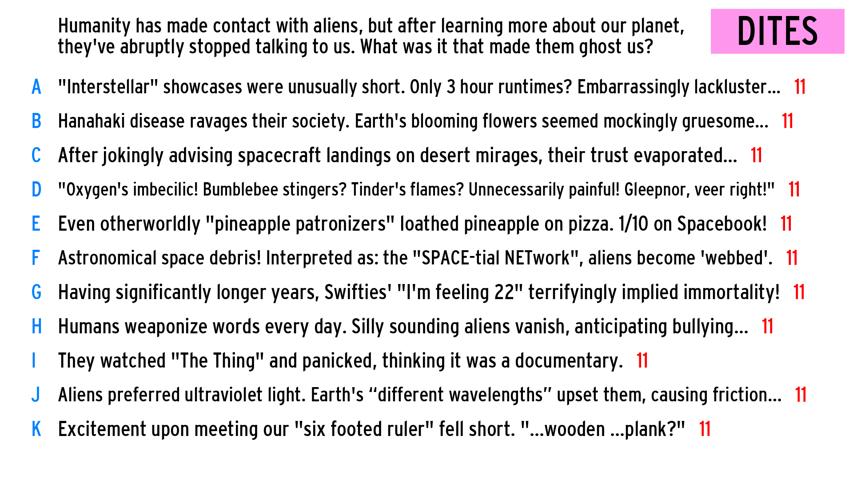 Humanity has made contact with aliens, but after learning more about our planet,
they've abruptly stopped talking to us. What was it that made them ghost us?
DITES
A "Interstellar" showcases were unusually short. Only 3 hour runtimes? Embarrassingly lackluster... 11
B Hanahaki disease ravages their society. Earth's blooming flowers seemed mockingly gruesome... 11
C After jokingly advising spacecraft landings on desert mirages, their trust evaporated... 11
D "Oxygen's imbecilic! Bumblebee stingers? Tinder's flames? Unnecessarily painful! Gleepnor, veer right!" 11
E Even otherworldly "pineapple patronizers" loathed pineapple on pizza. 1/10 on Spacebook! 11
F Astronomical space debris! Interpreted as: the "SPACE-tial NETwork", aliens become 'webbed'. 11
G Having significantly longer years, Swifties' "I'm feeling 22" terrifyingly implied immortality! 11
H Humans weaponize words every day. Silly sounding aliens vanish, anticipating bullying... 11
I They watched "The Thing" and panicked, thinking it was a documentary. 11
J Aliens preferred ultraviolet light. Earth's “different wavelengths” upset them, causing friction... 11
K Excitement upon meeting our "six footed ruler" fell short. "...wooden ...plank?" 11